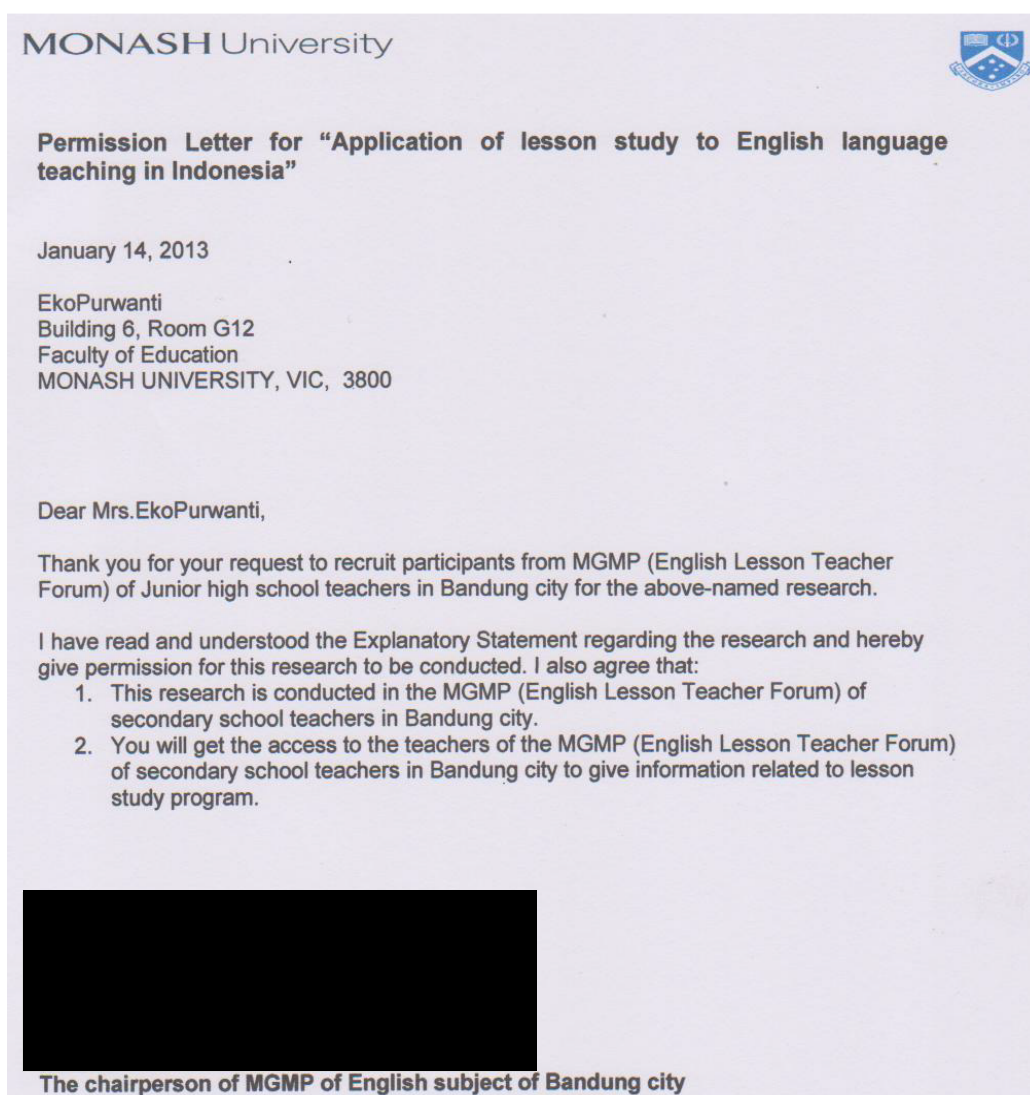 MONASH University
Permission Letter for “Application of lesson study to English language
teaching in Indonesia”
January 14, 2013
EkoPurwanti
Building 6, Room G12
Faculty of Education
MONASH UNIVERSITY, VIC, 3800
Dear Mrs.EkoPurwanti,
Thank you for your request to recruit participants from MGMP (English Lesson Teacher
Forum) of Junior high school teachers in Bandung city for the above-named research.
I have read and understood the Explanatory Statement regarding the research and hereby
give permission for this research to be conducted. I also agree that:
1. This research is conducted in the MGMP (English Lesson Teacher Forum) of
secondary school teachers in Bandung city.
2. You will get the access to the teachers of the MGMP (English Lesson Teacher Forum)
of secondary school teachers in Bandung city to give information related to lesson
study program.
The chairperson of MGMP of English subject of Bandung city